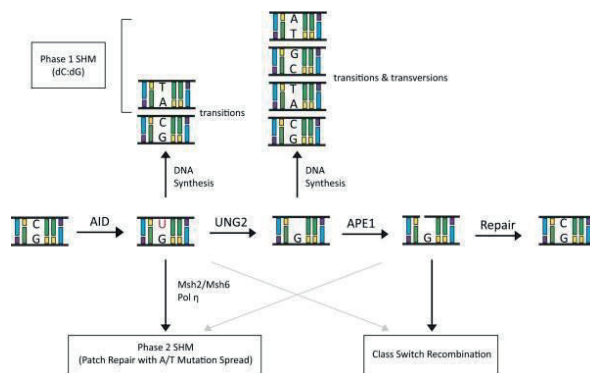 Phase 1 SHM
(dC:dG)
T
A
C
G
transitions
A
T
G
C
T
A
C
G
transitions & transversions
DNA
Synthesis
DNA
Synthesis
C
G
AID
U
G
UNG2
G
APE1
G
Repair
C
G
Msh2/Msh6
Pol η
Phase 2 SHM
(Patch Repair with A/T Mutation Spread)
Class Switch Recombination